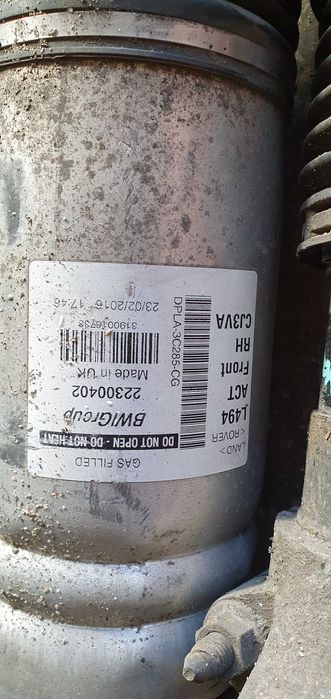 GAS FILLED
DO NOT OPEN - DO NOT HEAT
BWIGroup
22300402
Made in UK
3190016732
23/02/2016 17:46
DPLA-3C285-CG
LAND>
<ROVER
L494
ACT
Front
RH
CJ3VA